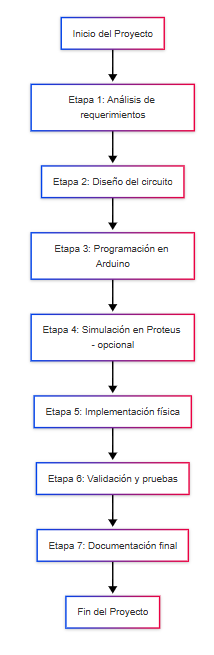 Inicio del Proyecto
Etapa 1: Análisis de
requerimientos
Etapa 2: Diseño del circuito
Etapa 3: Programación en
Arduino
Etapa 4: Simulación en Proteus
- opcional
Etapa 5: Implementación física
Etapa 6: Validación y pruebas
Etapa 7: Documentación final
Fin del Proyecto